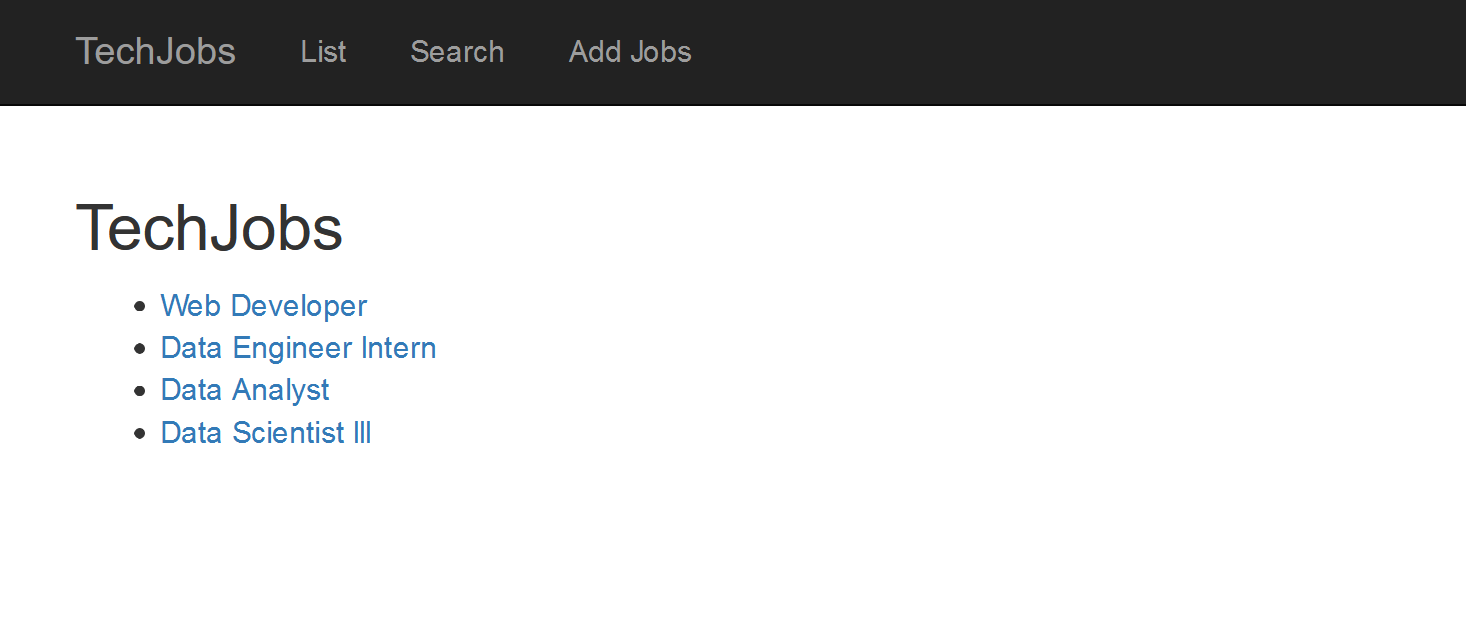 TechJobs List Search Add Jobs
TechJobs
Web Developer
Data Engineer Intern
Data Analyst
Data Scientist III